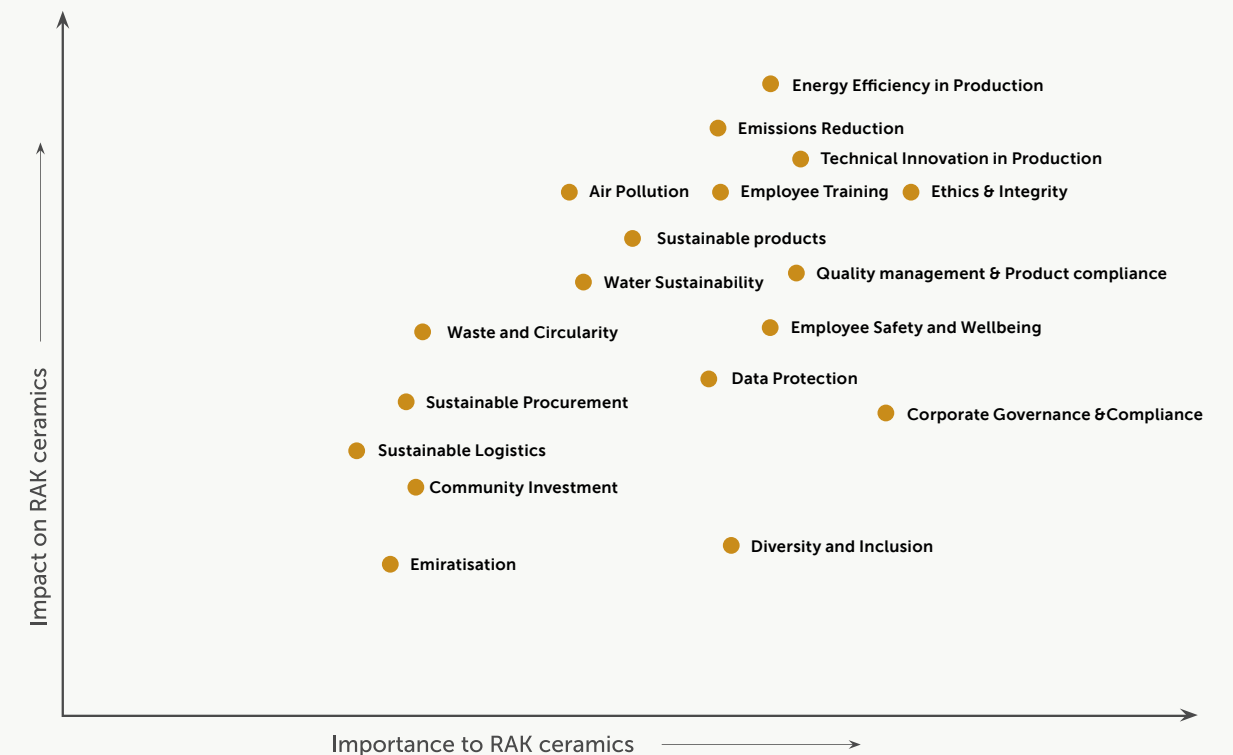 Energy Efficiency in Production
Emissions Reduction
Technical Innovation in Production
Air Pollution
Employee Training
Ethics & Integrity
Sustainable products
Quality management & Product compliance
Water Sustainability
Employee Safety and Wellbeing
Waste and Circularity
Data Protection
Sustainable Procurement
Corporate Governance &Compliance
Sustainable Logistics
Community Investment
Diversity and Inclusion
Emiratisation
Impact on RAK ceramics
Importance to RAK ceramics